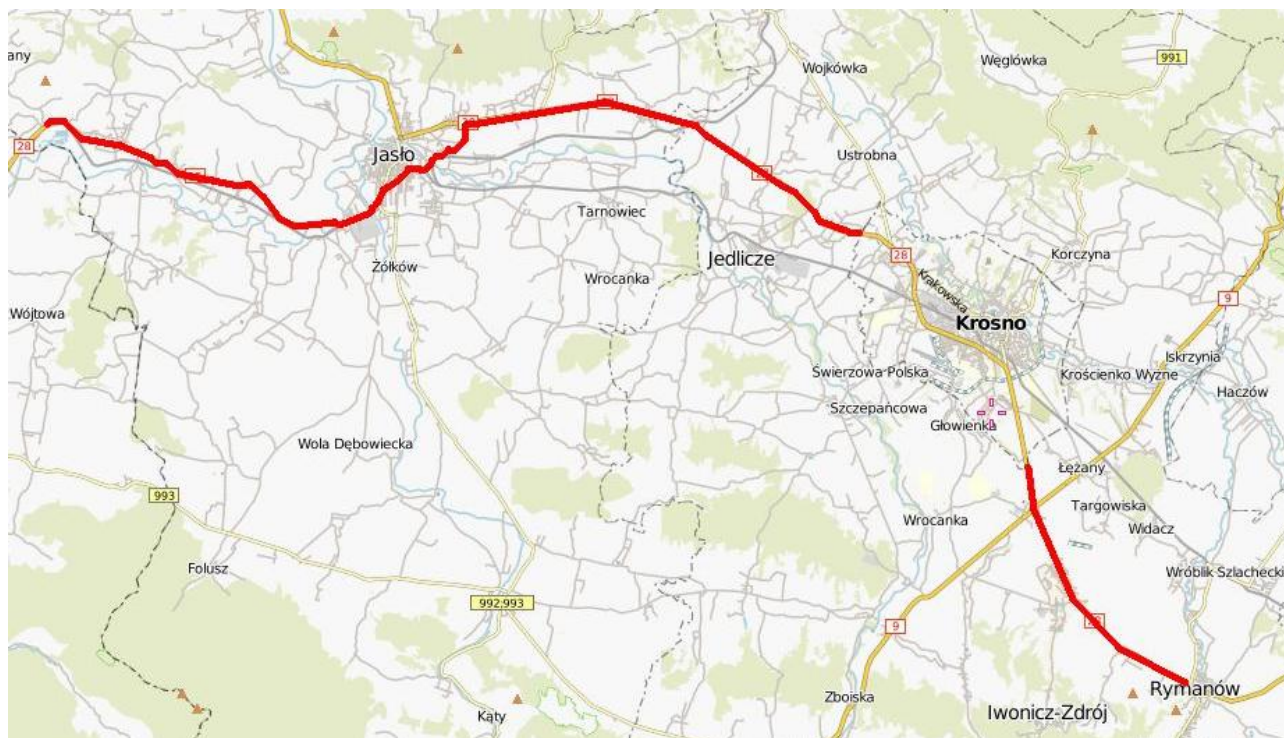 any
Węglówka
991
Wojkówka
28
Jasło
28
Ustrobna
Tarnowiec
Korczyna
Żółków
Jedlicze
28
Wrocanka
Krakowska
9
Wójtowa
Krosno
Iskrzynia
Świerzowa-Polska
Krościenko Wyżne
Haczów
Szczepańcowa
Głowienka
Wola Dębowiecka
Łężany
993
Targowiska
Wrocanka
Widacz
Folusz
Wróblik Szlachecki
992;993
9
28
Rymanów
Zboiska
Iwonicz-Zdrój
Kąty